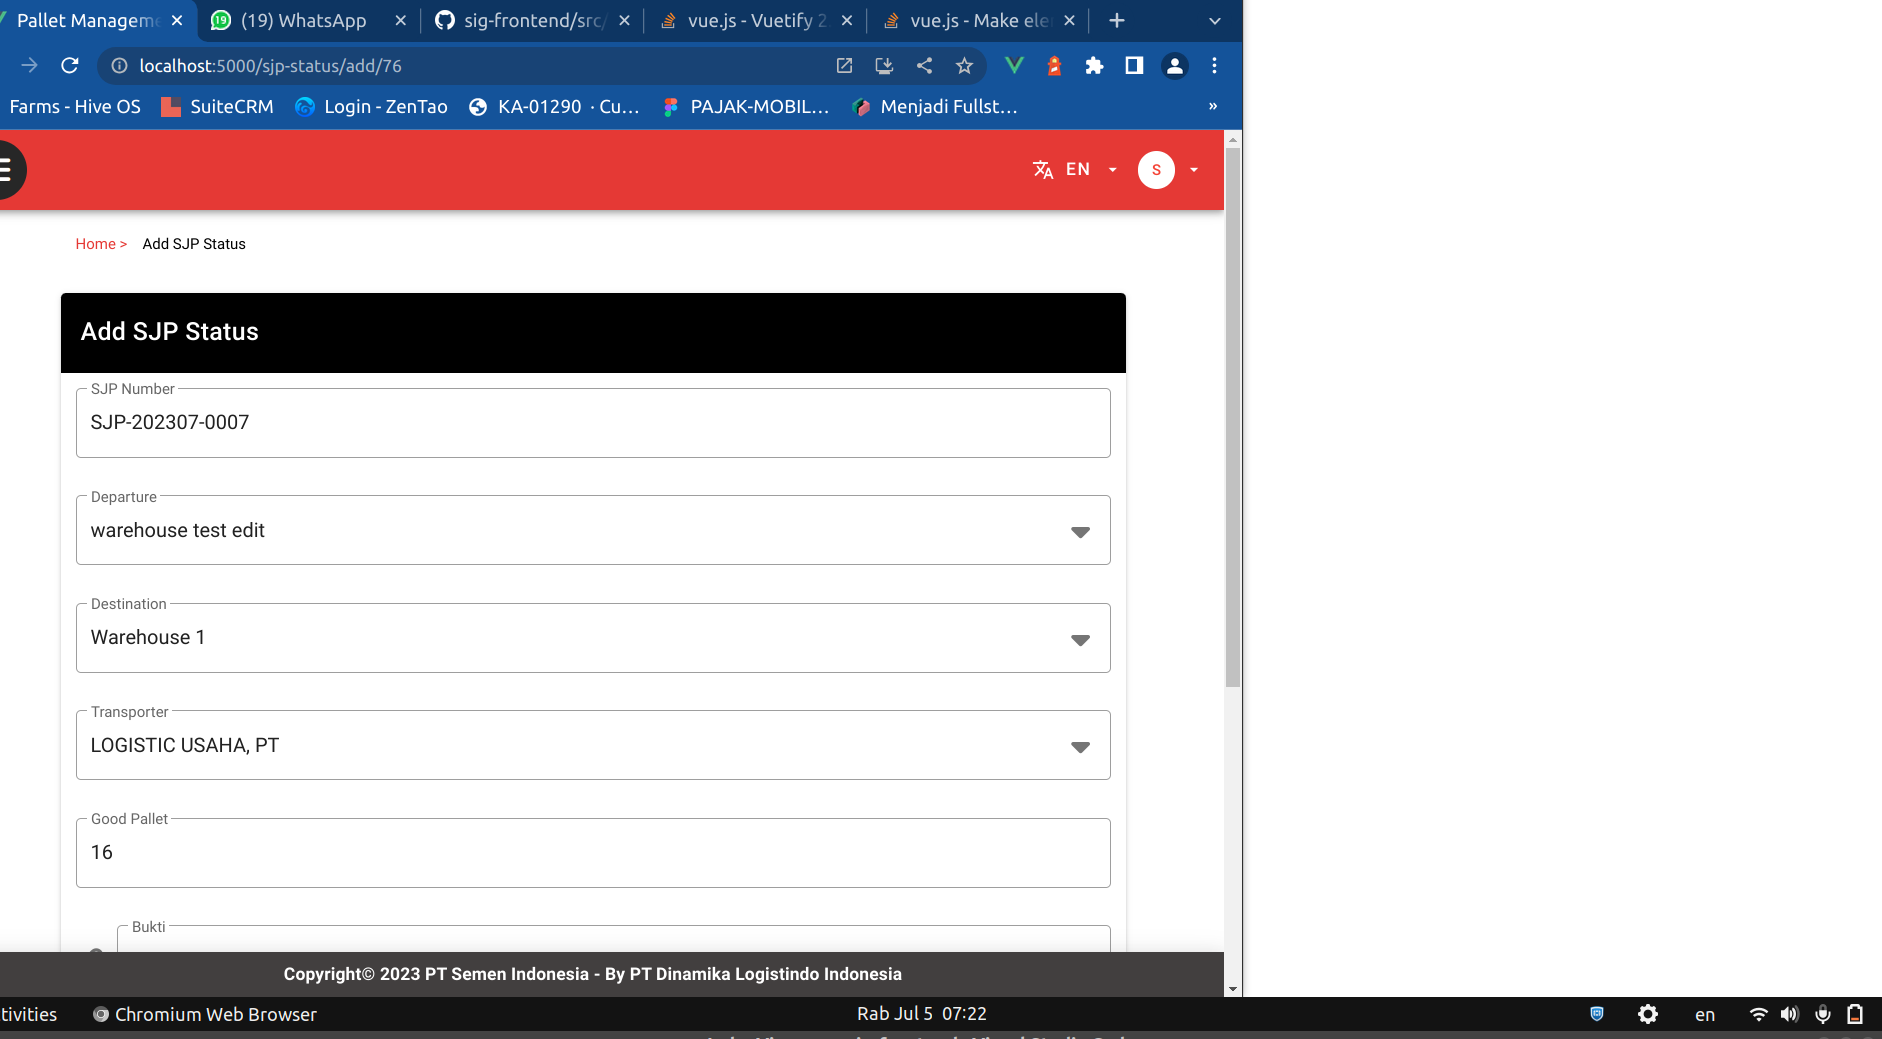 Pallet Manageme
(19) WhatsApp
sig-frontend/src/
vue.js - Vuetify 2.
vue.js - Make ele
localhost:5000/sjp-status/add/76
Farms - Hive OS
SuiteCRM
Login - ZenTao
KA-01290 · Cu...
PAJAK-MOBIL...
Menjadi Fullst...
»
EN
S
Home >
Add SJP Status
Add SJP Status
SJP Number
SJP-202307-0007
Departure
warehouse test edit
Destination
Warehouse 1
Transporter
LOGISTIC USAHA, PT
Good Pallet
16
Bukti
Copyright© 2023 PT Semen Indonesia - By PT Dinamika Logistindo Indonesia
tivities
Chromium Web Browser
Rab Jul 5 07:22
en